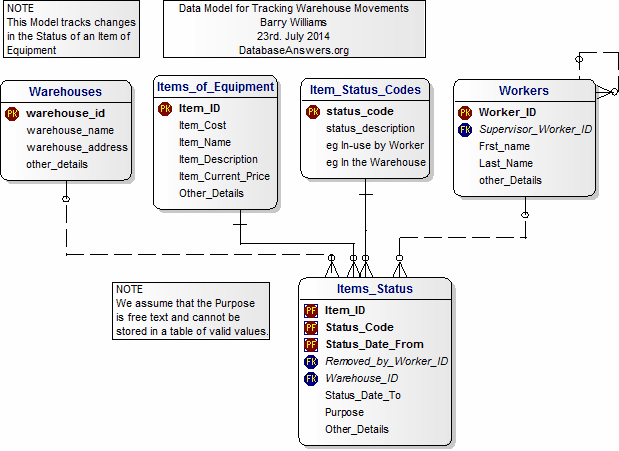 NOTE
This Model tracks changes
in the Status of an Item of
Equipment
Data Model for Tracking Warehouse Movements
Barry Williams
23rd. July 2014
DatabaseAnswers.org
Warehouses
PK warehouse_id
warehouse_name
warehouse_address
other_details
Items_of_Equipment
PK Item_ID
Item_Cost
Item_Name
Item_Description
Item_Current_Price
Other_Details
Item_Status_Codes
PK status_code
status_description
eg In-use by Worker
eg In the Warehouse
Workers
PK Worker_ID
FK Supervisor_Worker_ID
Frst_name
Last_Name
other_Details
NOTE
We assume that the Purpose
is free text and cannot be
stored in a table of valid values.
Items_Status
PF Item_ID
PF Status_Code
PF Status_Date_From
FK Removed_by_Worker_ID
FK Warehouse_ID
Status_Date_To
Purpose
Other_Details